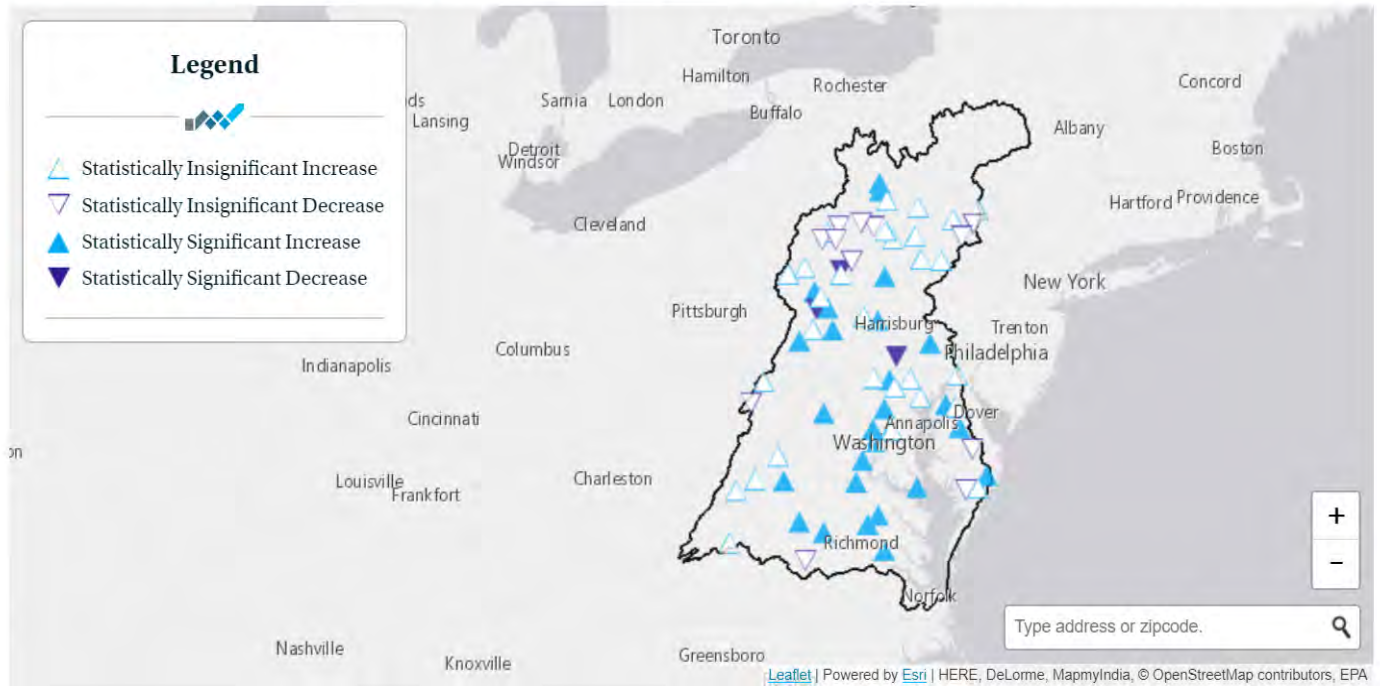 Legend
Statistically Insignificant Increase
Statistically Insignificant Decrease
Statistically Significant Increase
Statistically Significant Decrease
Toronto
Hamilton
Rochester
Concord
ds
Sarnia
London
Buffalo
Lansing
Albany
Detroit
Windsor
Boston
Hartford
Providence
Cleveland
New York
Pittsburgh
Harrisburg
Trenton
Columbus
Philadelphia
Indianapolis
Cincinnati
Dover
Annapolis
Washington
on
Louisville
Frankfort
Charleston
Richmond
Norfolk
Nashville
Knoxville
Greensboro
+
−
Type address or zipcode.
Leaflet | Powered by Esri | HERE, DeLorme, MapmyIndia, © OpenStreetMap contributors, EPA